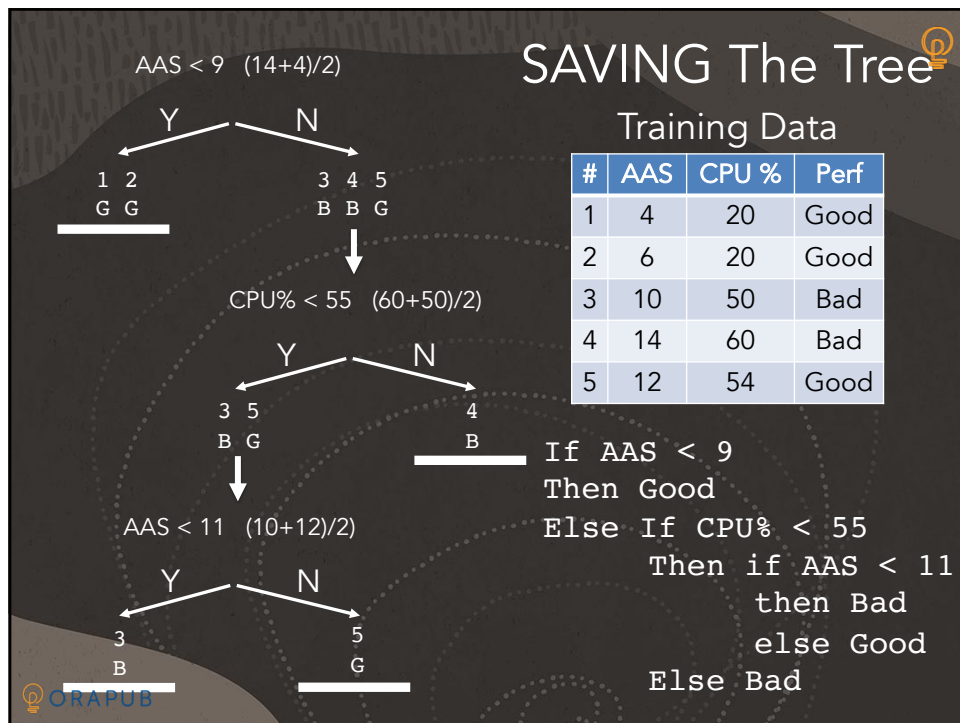 SAVING The Tree
AAS < 9 (14+4)/2)
Y N
1 2
G G
3 4 5
B B G
CPU% < 55 (60+50)/2)
Y N
3 5
B G
4
B
AAS < 11 (10+12)/2)
Y N
3
B
5
G
Training Data
# AAS CPU % Perf
1 4 20 Good
2 6 20 Good
3 10 50 Bad
4 14 60 Bad
5 12 54 Good
If AAS < 9
Then Good
Else If CPU% < 55
Then if AAS < 11
then Bad
else Good
Else Bad
ORAPUB